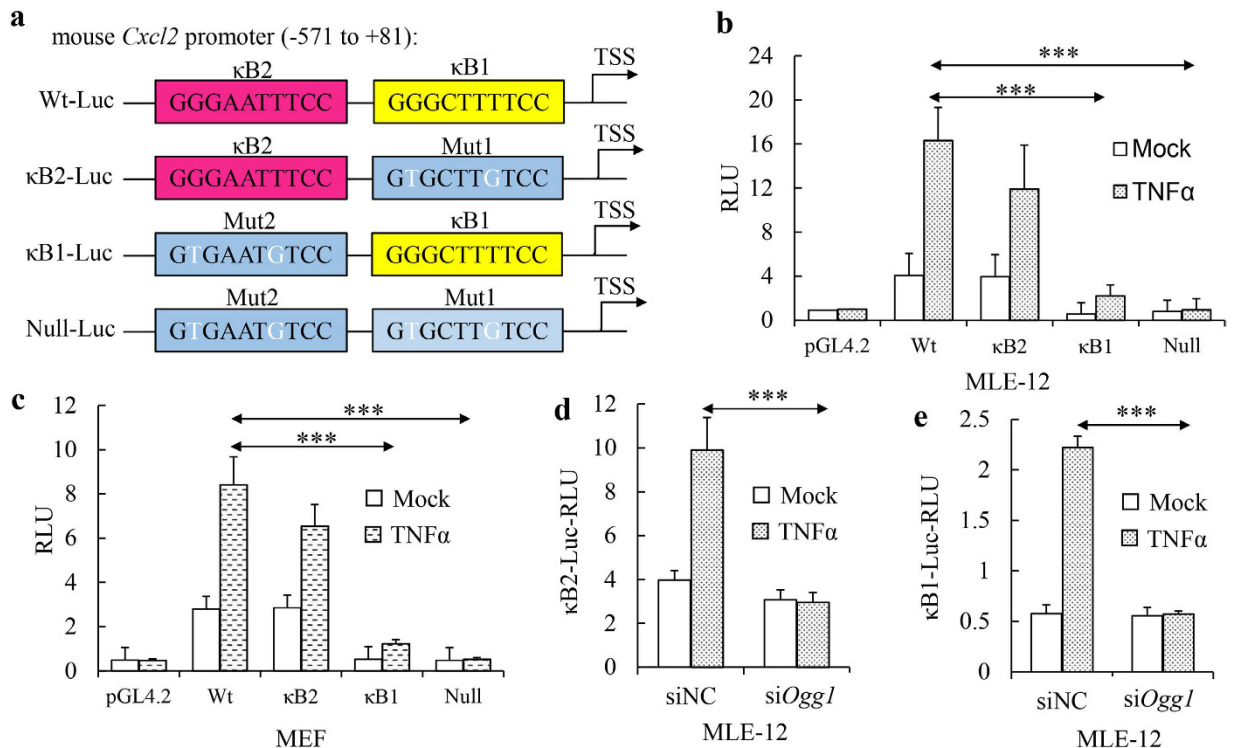 a
mouse Cxcl2 promoter (-571 to +81):
κB2 κB1 TSS
Wt-Luc GGGAATTTCC GGGCTTTTCC
κB2 Mut1 TSS
κB2-Luc GGGAATTTCC GTGCTTGTCC
Mut2 κB1 TSS
κB1-Luc GTGAATGTCC GGGCTTTTCC
Mut2 Mut1 TSS
Null-Luc GTGAATGTCC GTGCTTGTCC
b
24
20
16
12
8
4
0
RLU
***
***
Mock
TNFα
pGL4.2 Wt κB2 κB1 Null
MLE-12
c
12
10
8
6
4
2
0
RLU
***
***
Mock
TNFα
pGL4.2 Wt κB2 κB1 Null
MEF
d
12
10
8
6
4
2
0
κB2-Luc-RLU
***
Mock
TNFα
siNC siOgg1
MLE-12
e
2.5
2
1.5
1
0.5
0
κB1-Luc-RLU
***
Mock
TNFα
siNC siOgg1
MLE-12